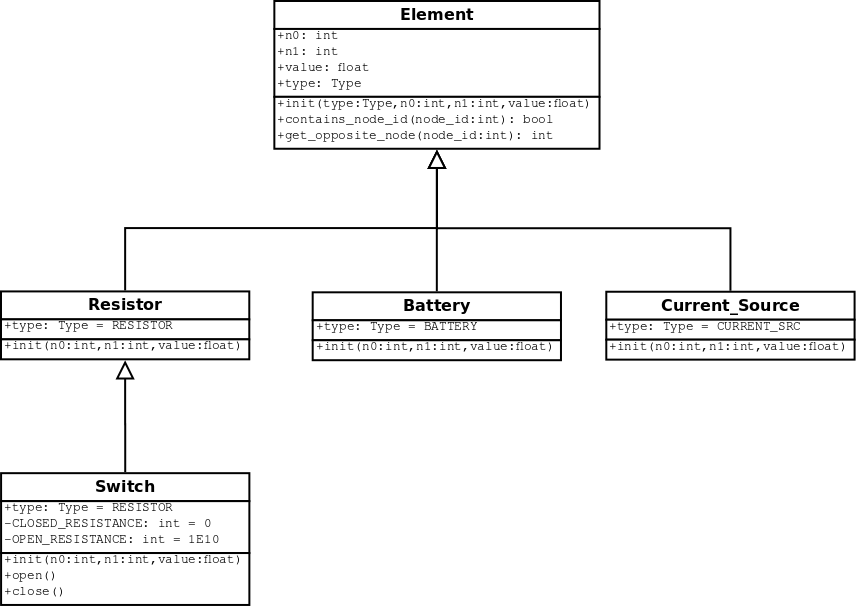 Element
+n0: int
+n1: int
+value: float
+type: Type
+init(type:Type,n0:int,n1:int,value:float)
+contains_node_id(node_id:int): bool
+get_opposite_node(node_id:int): int
Resistor
+type: Type = RESISTOR
+init(n0:int,n1:int,value:float)
Battery
+type: Type = BATTERY
+init(n0:int,n1:int,value:float)
Current_Source
+type: Type = CURRENT_SRC
+init(n0:int,n1:int,value:float)
Switch
+type: Type = RESISTOR
-CLOSED_RESISTANCE: int = 0
-OPEN_RESISTANCE: int = 1E10
+init(n0:int,n1:int,value:float)
+open()
+close()